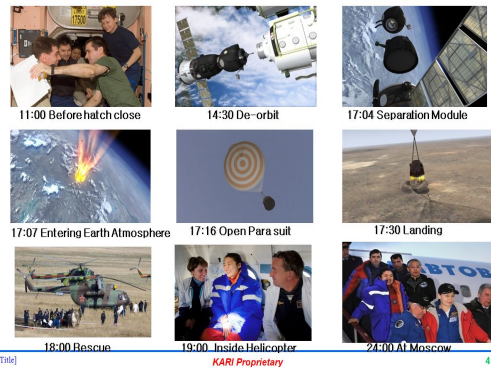 17500
11:00 Before hatch close
14:30 De-orbit
17:04 Separation Module
17:07 Entering Earth Atmosphere
17:16 Open Para suit
17:30 Landing
АВТОВ
18:00 Rescue
19:00 Inside Helicopter
24:00 At Moscow
Title]
KARI Proprietary
4